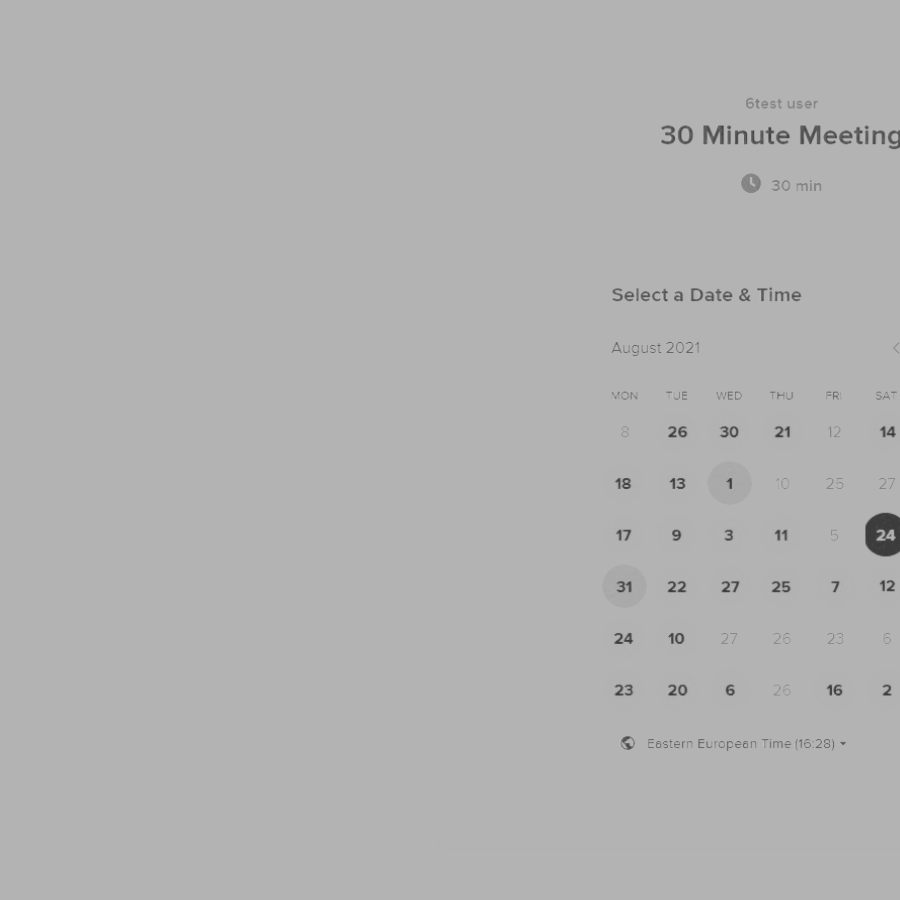 6test user
30 Minute Meeting
30 min
Select a Date & Time
August 2021
MON TUE WED THU FRI SAT
8 26 30 21 12 14
18 13 1 10 25 27
17 9 3 11 5 24
31 22 27 25 7 12
24 10 27 26 23 6
23 20 6 26 16 2
Eastern European Time (16:28)